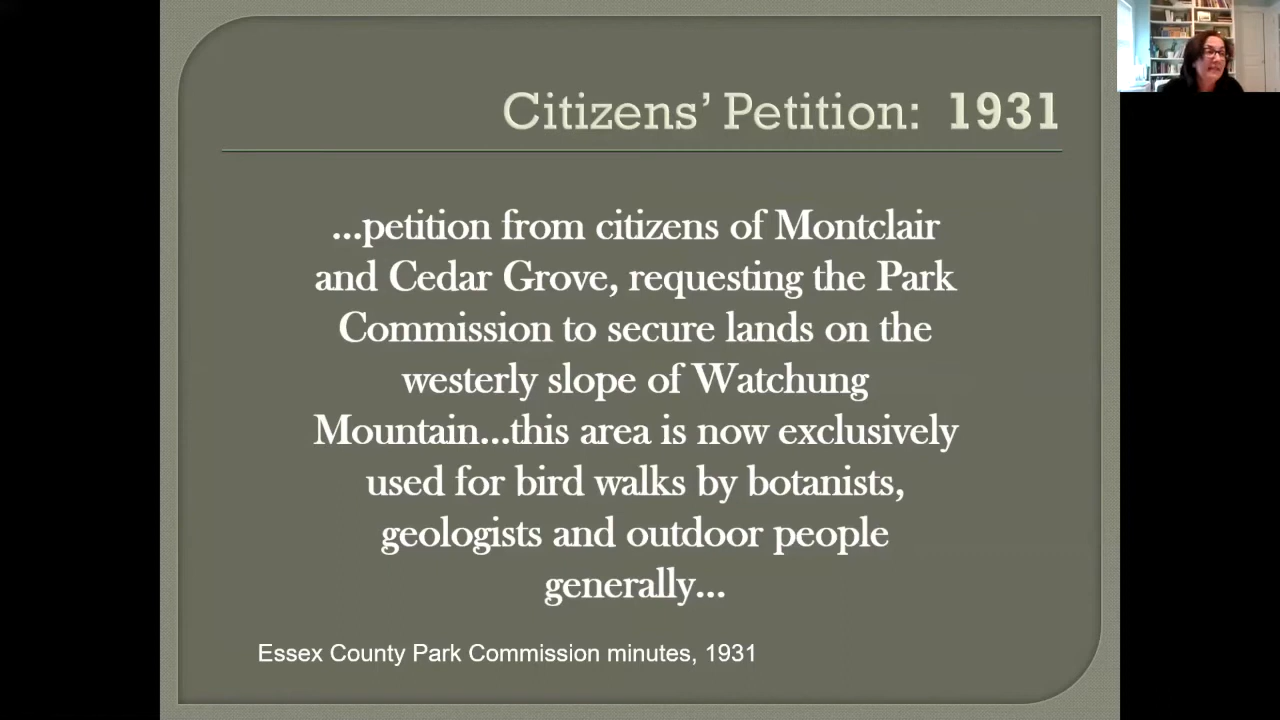 Citizens’ Petition: 1931
...petition from citizens of Montclair
and Cedar Grove, requesting the Park
Commission to secure lands on the
westerly slope of Watchung
Mountain...this area is now exclusively
used for bird walks by botanists,
geologists and outdoor people
generally...
Essex County Park Commission minutes, 1931